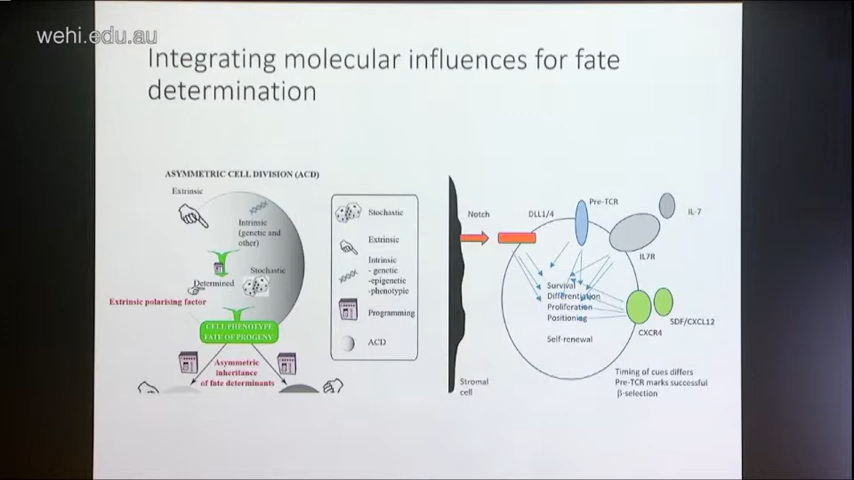 wehi.edu.au
Integrating molecular influences for fate
determination
ASYMMETRIC CELL DIVISION (ACD)
Extrinsic
Intrinsic
(genetic and
other)
Stochastic
Determined
Extrinsic polarising factor
CELL PHENOTYPE
FATE OF PROGENY
Asymmetric
inheritance
of fate determinants
Stochastic
Extrinsic
Intrinsic
- genetic
-epigenetic
-phenotypic
Programming
ACD
Notch
DLL1/4
Pre-TCR
IL-7
IL7R
Survival
Differentiation
Proliferation
Positioning
Self-renewal
CXCR4
SDF/CXCL12
Stromal
cell
Timing of cues differs
Pre-TCR marks successful
β-selection